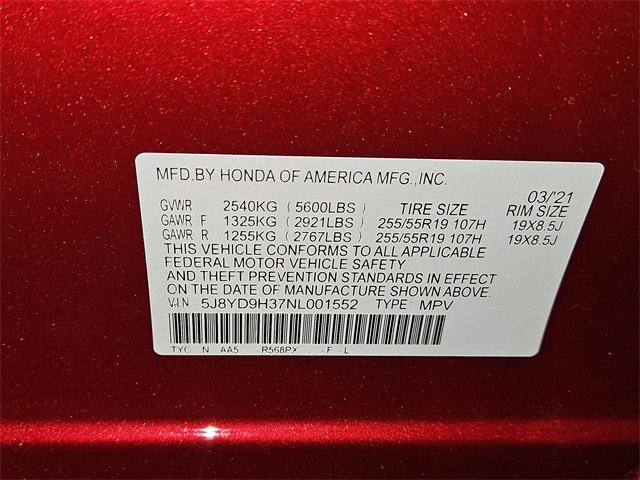 MFD.BY HONDA OF AMERICA MFG.,INC.
03/'21
GVWR 2540KG (5600LBS) TIRE SIZE RIM SIZE
GAWR F 1325KG (2921LBS) 255/55R19 107H 19X8.5J
GAWR R 1255KG (2767LBS) 255/55R19 107H 19X8.5J
THIS VEHICLE CONFORMS TO ALL APPLICABLE
FEDERAL MOTOR VEHICLE SAFETY
AND THEFT PREVENTION STANDARDS IN EFFECT
ON THE DATE OF MANUFACTURE SHOWN ABOVE.
V.I.N: 5J8YD9H37NL001552 TYPE: MPV
TYC N AA5 R568PX -F -L